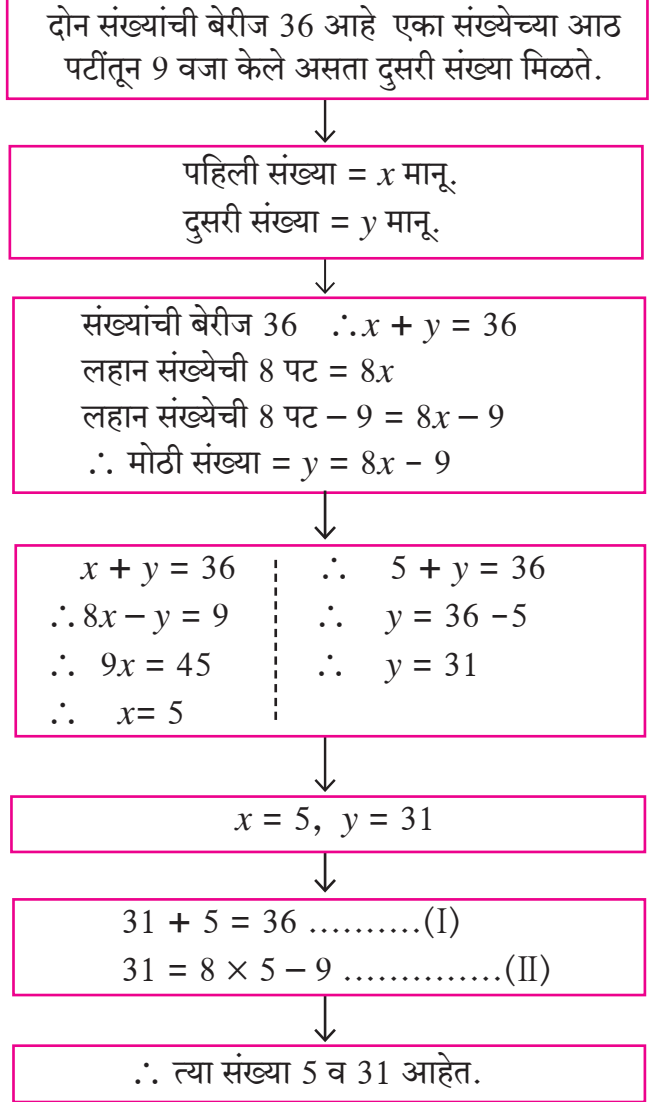 दोन संख्यांची बेरीज 36 आहे एका संख्येच्या आठ
पटींतून 9 वजा केले असता दुसरी संख्या मिळते.
पहिली संख्या = x मानू.
दुसरी संख्या = y मानू.
संख्यांची बेरीज 36 ∴x + y = 36
लहान संख्येची 8 पट = 8x
लहान संख्येची 8 पट – 9 = 8x – 9
∴ मोठी संख्या = y = 8x – 9
x + y = 36
∴8x – y = 9
∴ 9x = 45
∴ x= 5
∴ 5 + y = 36
∴ y = 36 –5
∴ y = 31
x = 5, y = 31
31 + 5 = 36 ..........(I)
31 = 8 × 5 – 9 ..............(II)
∴ त्या संख्या 5 व 31 आहेत.